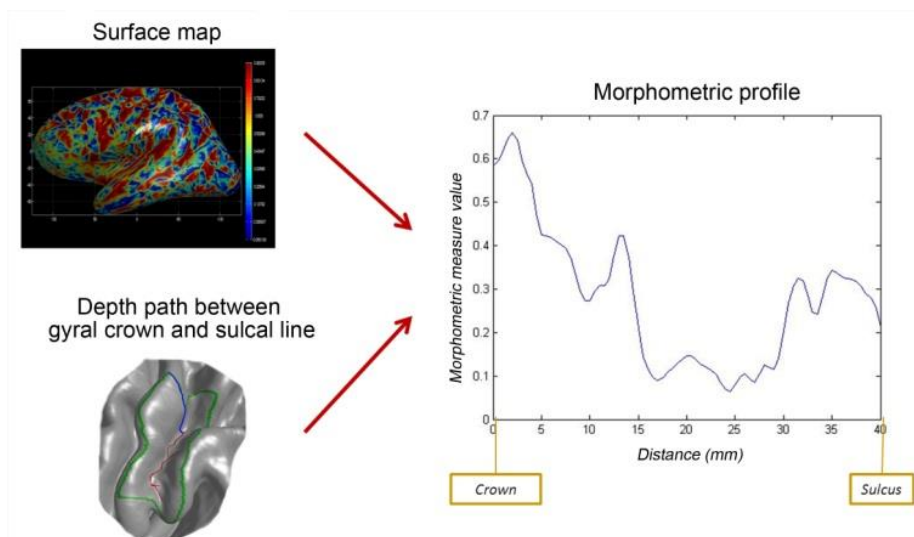 Surface map
Depth path between
gyral crown and sulcal line
Morphometric profile
Morphometric measure value
0.7
0.6
0.5
0.4
0.3
0.2
0.1
0
0
5
10
15
20
25
30
35
40
Distance (mm)
Crown
Sulcus